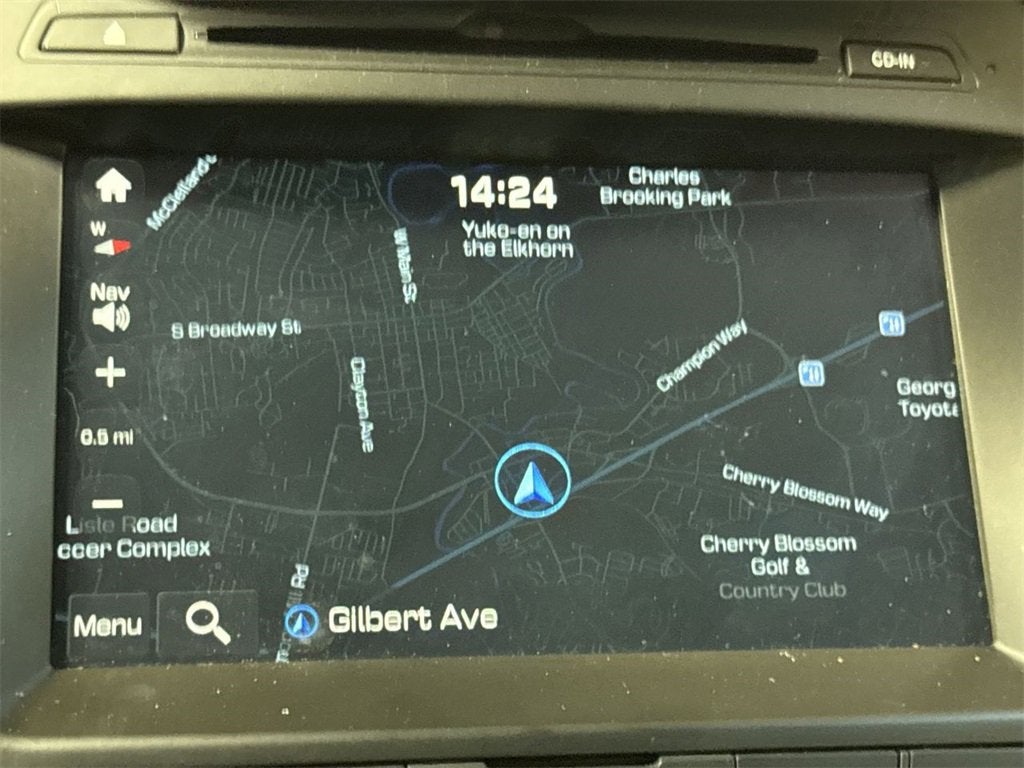 CD-IN
McClelland
14:24
Charles
Brooking Park
W
Yuko-en on
the Elkhorn
W Main St
Nav
S Broadway St
Champion Way
Clayton Ave
Georg
Toyota
0.5 mi
Cherry Blossom Way
Lisle Road
ccer Complex
Cherry Blossom
Golf &
Country Club
Rd
Menu
Gilbert Ave